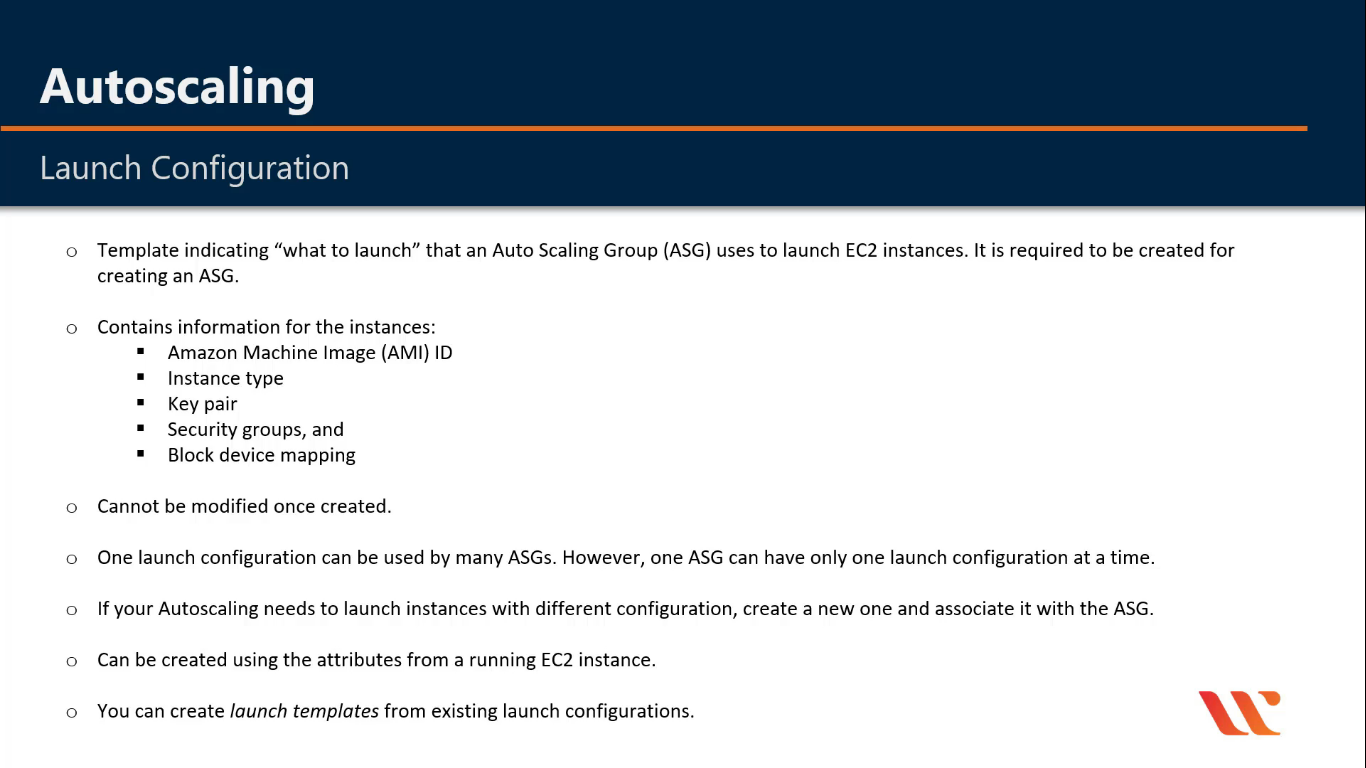 Autoscaling
Launch Configuration
o Template indicating “what to launch” that an Auto Scaling Group (ASG) uses to launch EC2 instances. It is required to be created for
creating an ASG.
o Contains information for the instances:
▪ Amazon Machine Image (AMI) ID
▪ Instance type
▪ Key pair
▪ Security groups, and
▪ Block device mapping
o Cannot be modified once created.
o One launch configuration can be used by many ASGs. However, one ASG can have only one launch configuration at a time.
o If your Autoscaling needs to launch instances with different configuration, create a new one and associate it with the ASG.
o Can be created using the attributes from a running EC2 instance.
o You can create launch templates from existing launch configurations.